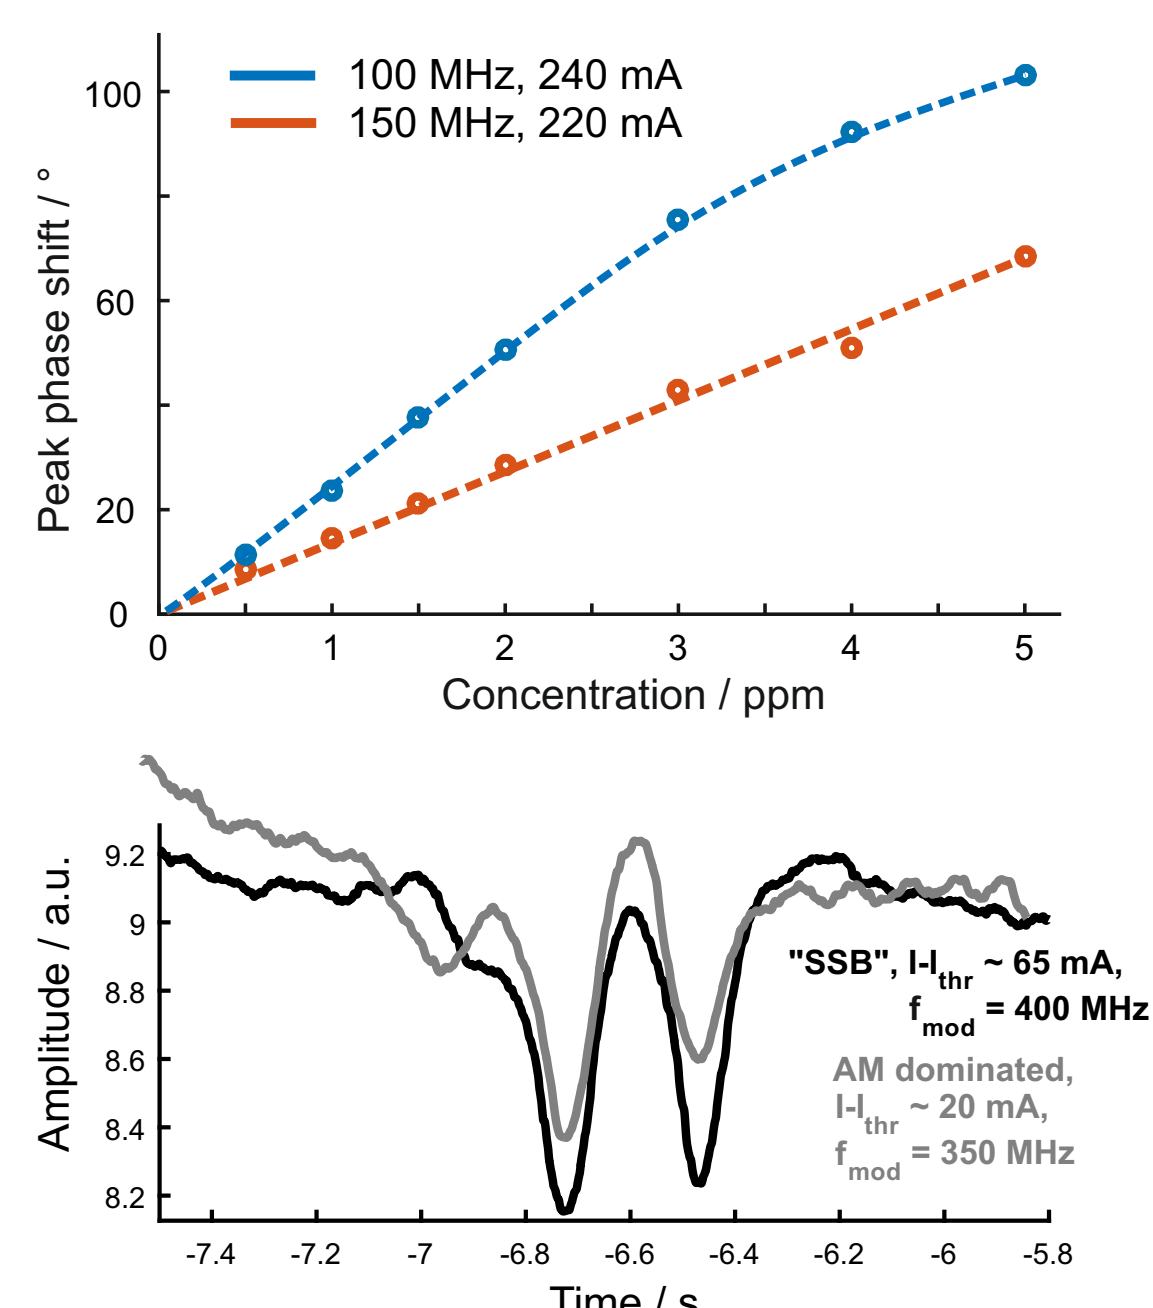 100 MHz, 240 mA
150 MHz, 220 mA
100
60
20
0
Peak phase shift / °
0 1 2 3 4 5
Concentration / ppm
9.2
9
8.8
8.6
8.4
8.2
Amplitude / a.u.
"SSB", I-Ithr ~ 65 mA,
fmod = 400 MHz
AM dominated,
I-Ithr ~ 20 mA,
fmod = 350 MHz
-7.4 -7.2 -7 -6.8 -6.6 -6.4 -6.2 -6 -5.8
Time / s